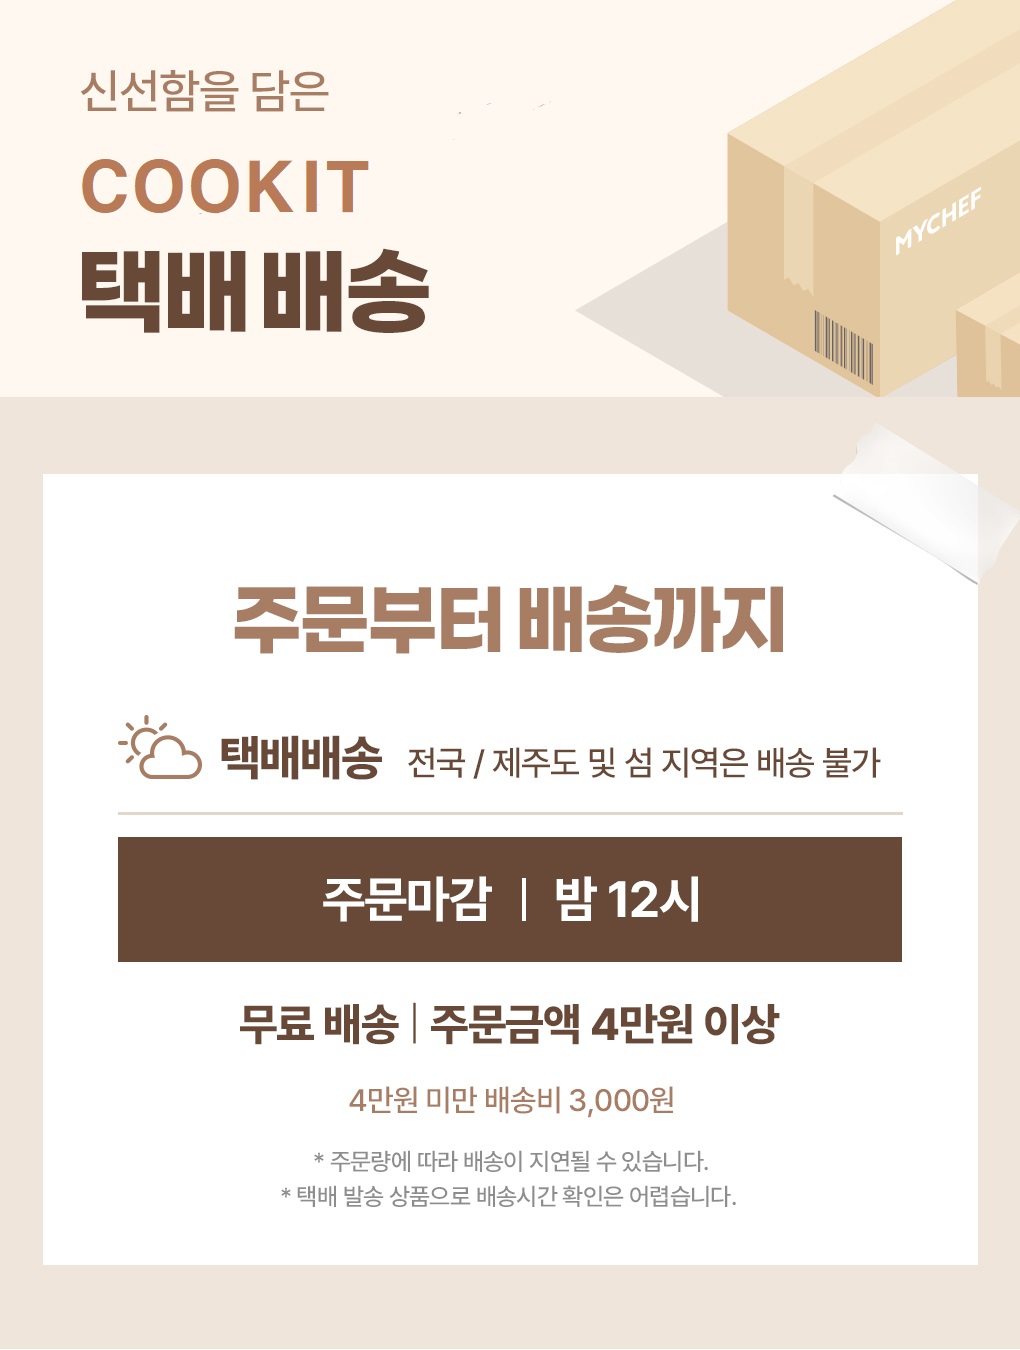 신선함을 담은
COOKIT
택배 배송
MYCHEF
주문부터 배송까지
택배배송 전국 / 제주도 및 섬 지역은 배송 불가
주문마감 | 밤 12시
무료 배송 | 주문금액 4만원 이상
4만원 미만 배송비 3,000원
* 주문량에 따라 배송이 지연될 수 있습니다.
* 택배 발송 상품으로 배송시간 확인은 어렵습니다.